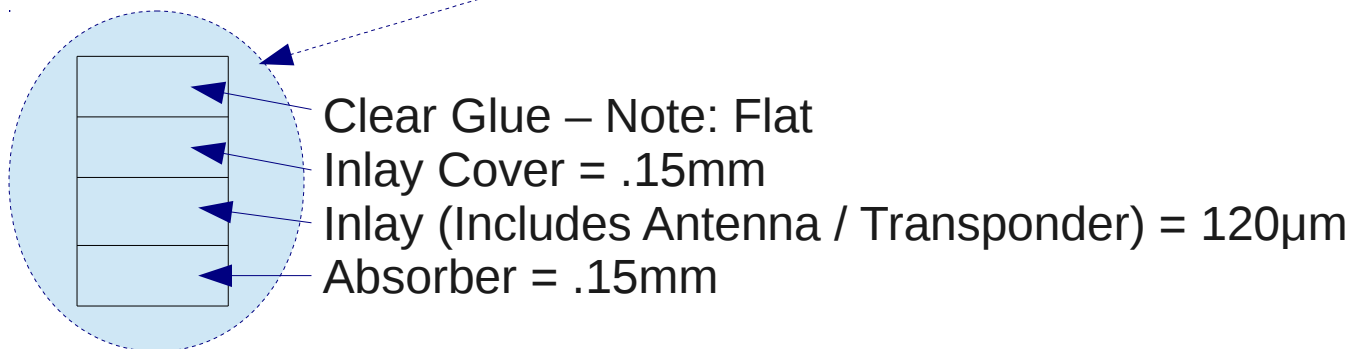 Clear Glue – Note: Flat
Inlay Cover = .15mm
Inlay (Includes Antenna / Transponder) = 120μm
Absorber = .15mm